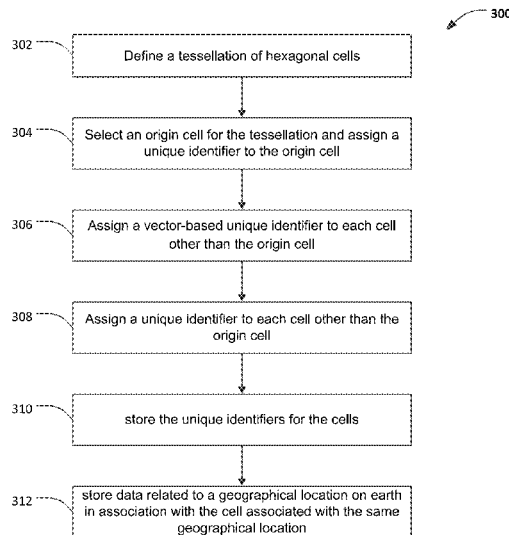 300
302
Define a tessellation of hexagonal cells
304
Select an origin cell for the tessellation and assign a
unique identifier to the origin cell
306
Assign a vector-based unique identifier to each cell
other than the origin cell
308
Assign a unique identifier to each cell other than the
origin cell
310
store the unique identifiers for the cells
312
store data related to a geographical location on earth
in association with the cell associated with the same
geographical location